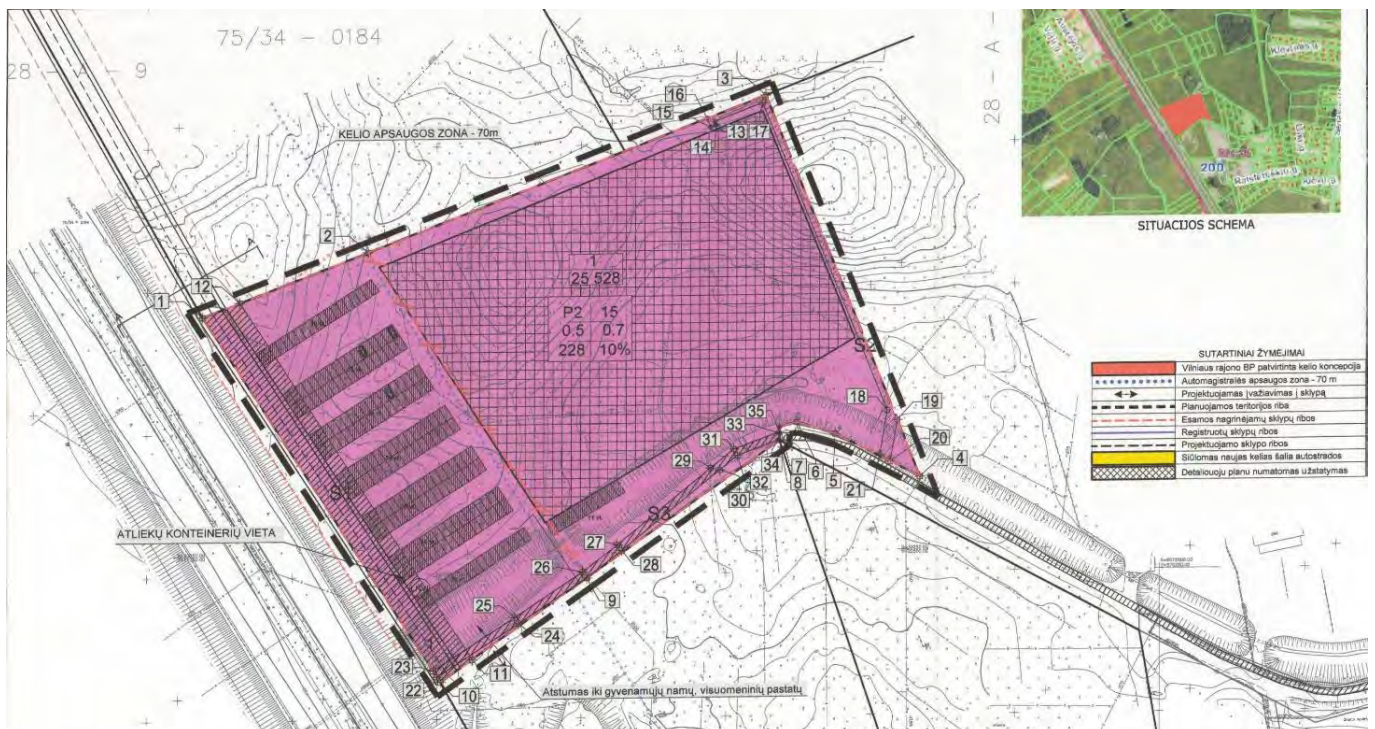 75/34 - 0184
28 - A - 9
28 - A -
KELIO APSAUGOS ZONA - 70m
3
16
15
13
17
14
2
12
1
A
1
25 528
P2 15
0.5 0.7
228 10%
S2
18
19
20
4
35
33
31
29
34
7
6
5
21
8
32
30
S3
S1
ATLIEKŲ KONTEINERIŲ VIETA
27
28
26
9
25
24
11
23
22
10
Atstumas iki gyvenamųjų namų, visuomeninių pastatų
200
SITUACIJOS SCHEMA
SUTARTINIAI ŽYMĖJIMAI
Vilniaus rajono BP patvirtinta kelio koncepcija
Automagistralės apsaugos zona - 70 m
Projektuojamas įvažiavimas į sklypą
Planuojamos teritorijos riba
Esamos nagrinėjamų sklypų ribos
Registruotų sklypų ribos
Projektuojamo sklypo ribos
Siūlomas naujas kelias šalia autostrados
Detaliuoju planu numatomas užstatymas